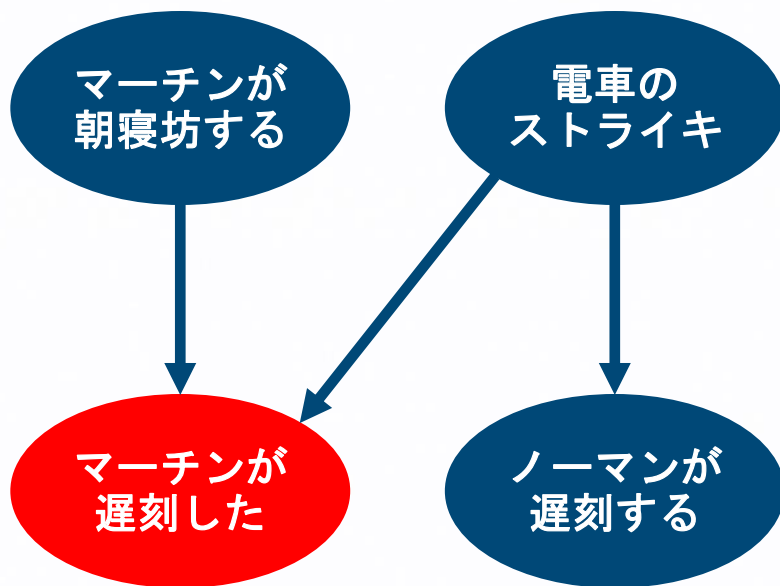 マーチンが
朝寝坊する
電車の
ストライキ
マーチンが
遅刻した
ノーマンが
遅刻する